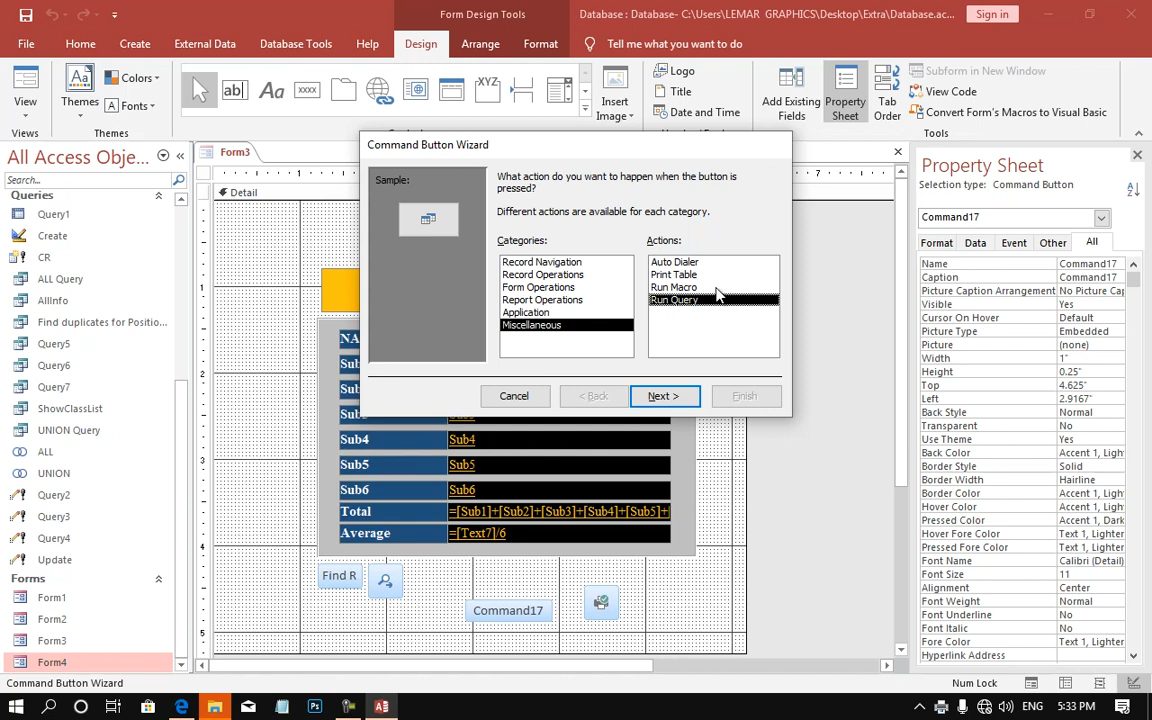 Form Design Tools
Database : Database- C:\Users\LEMAR GRAPHICS\Desktop\Extra\Database.ac...
Sign in
File
Home
Create
External Data
Database Tools
Help
Design
Arrange
Format
Tell me what you want to do
View
Views
Themes
Aa
Colors
Fonts
Themes
ab|
Aa
xxxx
XYZ
Insert
Image
Logo
Title
Date and Time
Add Existing
Fields
Property
Sheet
Tab
Order
Subform in New Window
View Code
Convert Form's Macros to Visual Basic
Tools
All Access Obje...
Search...
Queries
Query1
Create
CR
ALL Query
AllInfo
Find duplicates for Positio...
Query5
Query6
Query7
ShowClassList
UNION Query
ALL
UNION
Query2
Query3
Query4
Update
Forms
Form1
Form2
Form3
Form4
Form3
Detail
NA
Sub4
Sub4
Sub5
Sub5
Sub6
Sub6
Total
=[Sub1]+[Sub2]+[Sub3]+[Sub4]+[Sub5]+[
Average
=[Text7]/6
Find R
Command17
Command Button Wizard
Sample:
What action do you want to happen when the button is
pressed?
Different actions are available for each category.
Categories:
Record Navigation
Record Operations
Form Operations
Report Operations
Application
Miscellaneous
Actions:
Auto Dialer
Print Table
Run Macro
Run Query
Cancel
< Back
Next >
Finish
Property Sheet
Selection type: Command Button
Command17
Format
Data
Event
Other
All
Name Command17
Caption Command17
Picture Caption Arrangement No Picture Cap
Visible Yes
Cursor On Hover Default
Picture Type Embedded
Picture (none)
Width 1"
Height 0.25"
Top 4.625"
Left 2.9167"
Back Style Normal
Transparent No
Use Theme Yes
Back Color Accent 1, Light
Border Style Solid
Border Width Hairline
Border Color Accent 1, Light
Hover Color Accent 1, Light
Pressed Color Accent 1, Dark
Hover Fore Color Text 1, Lighter
Pressed Fore Color Text 1, Lighter
Font Name Calibri (Detail)
Font Size 11
Alignment Center
Font Weight Normal
Font Underline No
Font Italic No
Fore Color Text 1, Lighter
Hyperlink Address
Command Button Wizard
Num Lock
ENG
5:33 PM